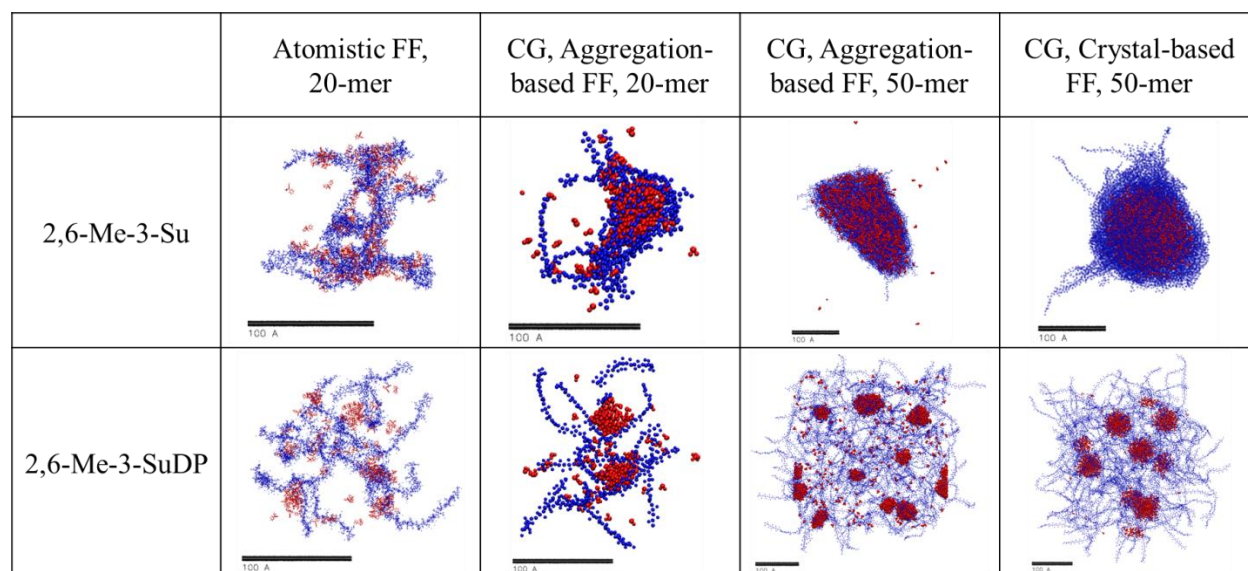 Atomistic FF,
20-mer
CG, Aggregation-
based FF, 20-mer
CG, Aggregation-
based FF, 50-mer
CG, Crystal-based
FF, 50-mer
2,6-Me-3-Su
100 A
100 A
100 A
100 A
2,6-Me-3-SuDP
100 A
100 A
100 A
100 A